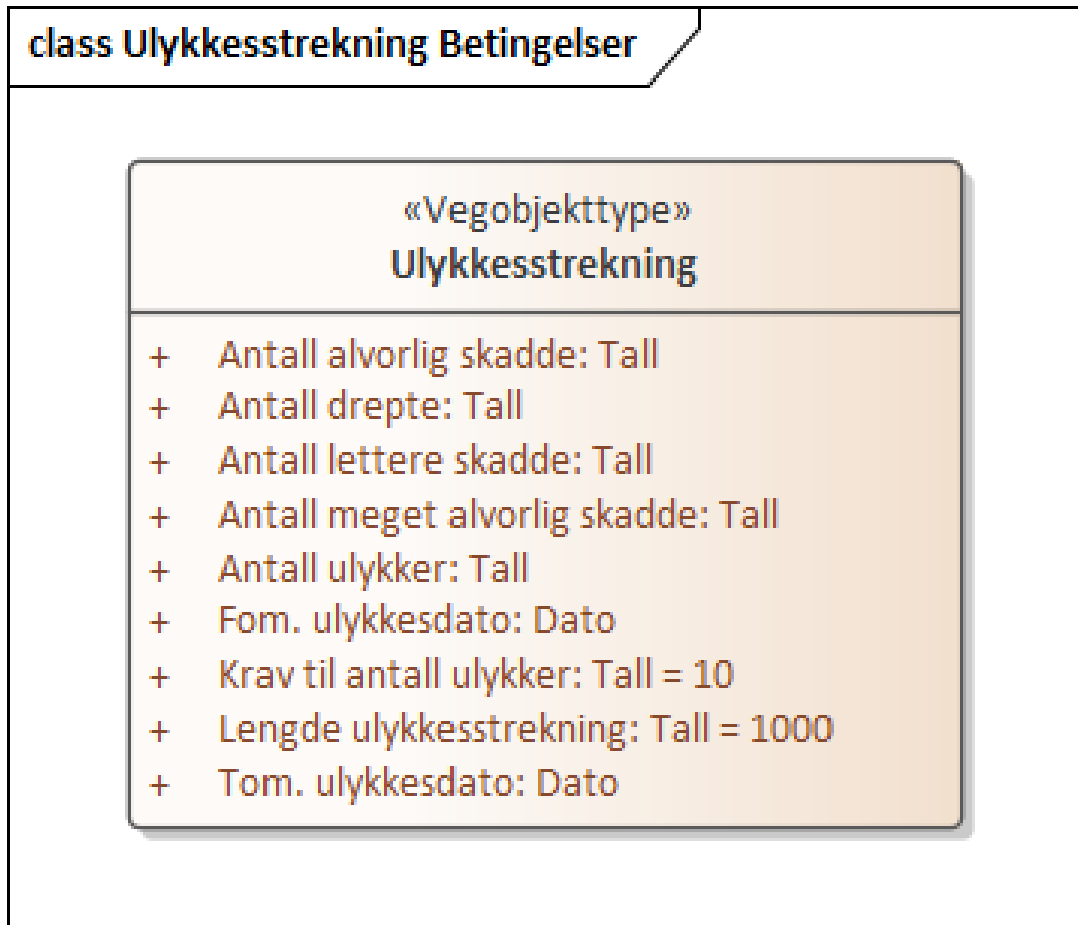 class Ulykkesstrekning Betingelser
«Vegobjekttype»
Ulykkesstrekning
+ Antall alvorlig skadde: Tall
+ Antall drepte: Tall
+ Antall lettere skadde: Tall
+ Antall meget alvorlig skadde: Tall
+ Antall ulykker: Tall
+ Fom. ulykkesdato: Dato
+ Krav til antall ulykker: Tall = 10
+ Lengde ulykkesstrekning: Tall = 1000
+ Tom. ulykkesdato: Dato